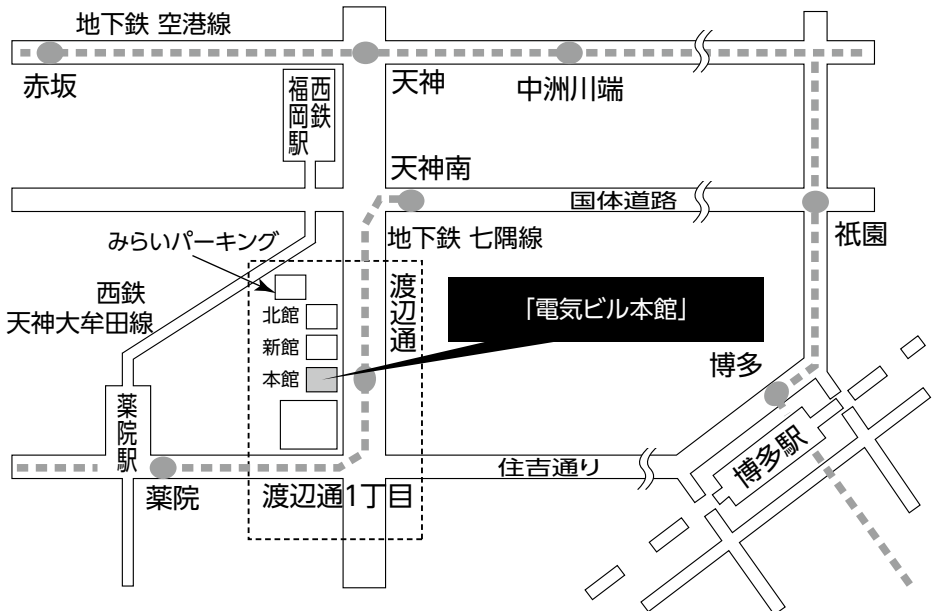 地下鉄 空港線
赤坂
天神
中洲川端
西鉄
福岡駅
天神南
国体道路
祇園
みらいパーキング
地下鉄 七隈線
西鉄
天神大牟田線
渡辺通
北館
新館
本館
「電気ビル本館」
博多
薬院駅
博多駅
住吉通り
薬院
渡辺通1丁目